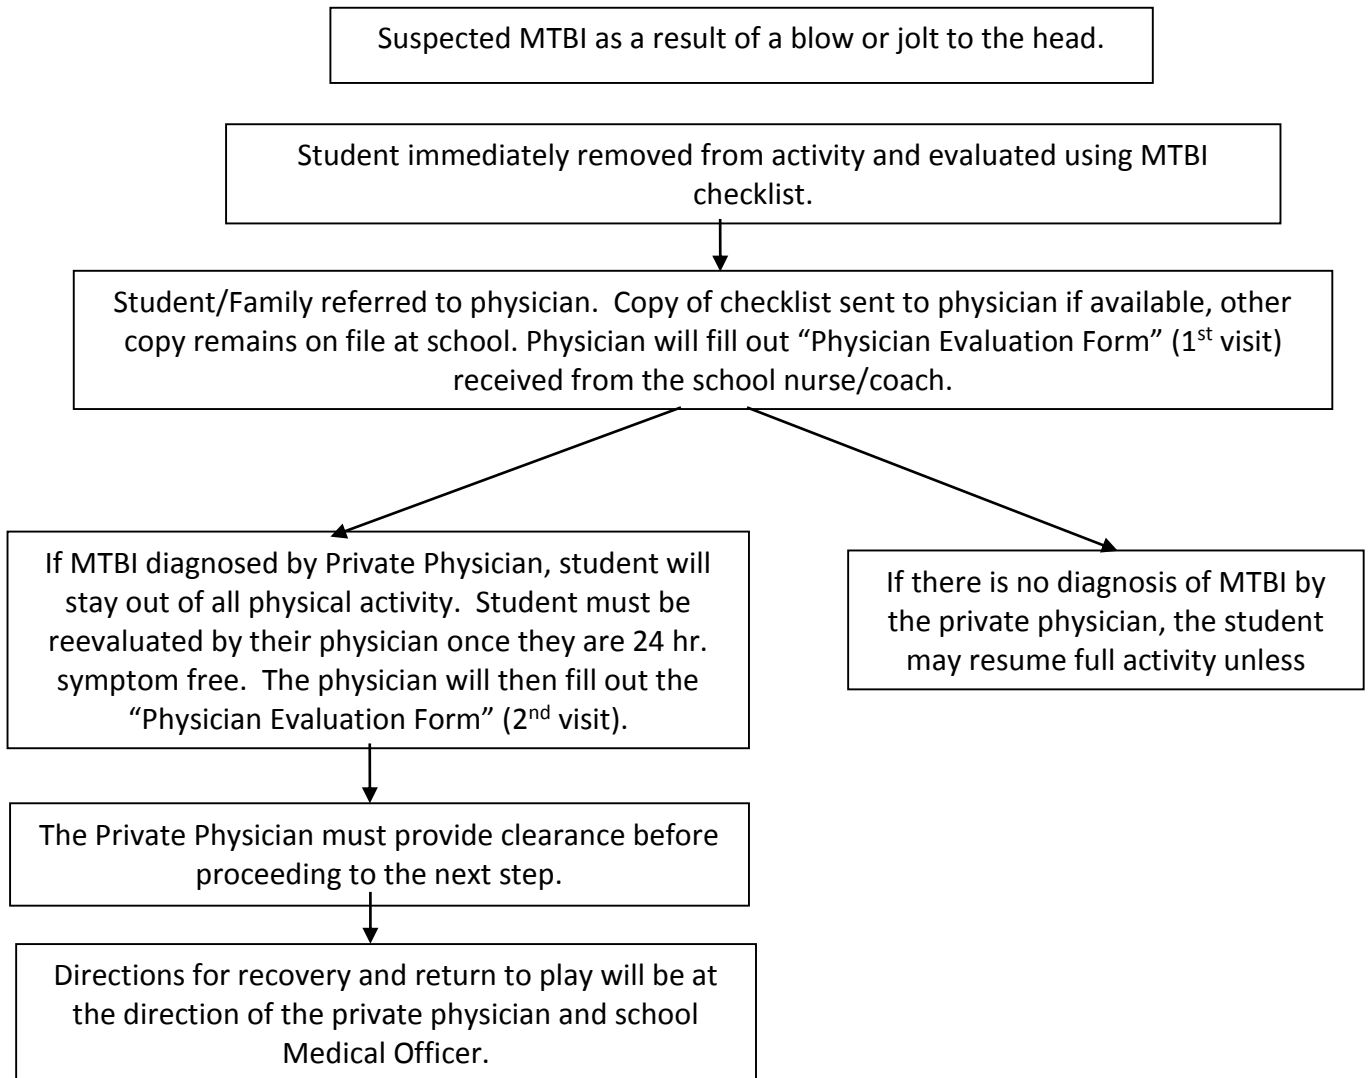 Suspected MTBI as a result of a blow or jolt to the head.
Student immediately removed from activity and evaluated using MTBI
checklist.
Student/Family referred to physician.  Copy of checklist sent to physician if available, other
copy remains on file at school. Physician will fill out “Physician Evaluation Form” (1st visit)
received from the school nurse/coach.
If MTBI diagnosed by Private Physician, student will
stay out of all physical activity.  Student must be
reevaluated by their physician once they are 24 hr.
symptom free.  The physician will then fill out the
“Physician Evaluation Form” (2nd visit).
If there is no diagnosis of MTBI by
the private physician, the student
may resume full activity unless
The Private Physician must provide clearance before
proceeding to the next step.
Directions for recovery and return to play will be at
the direction of the private physician and school
Medical Officer.